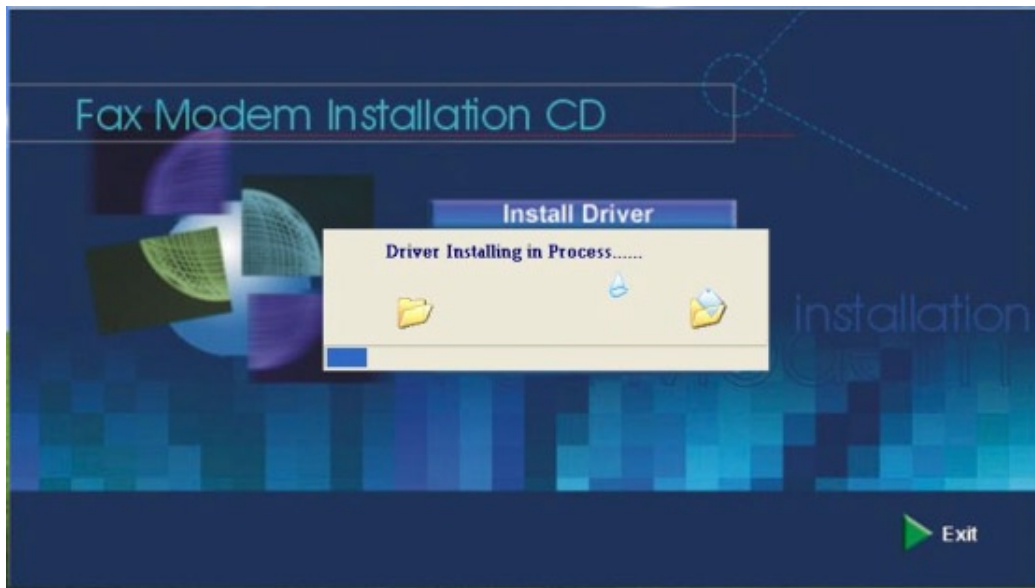 Fax Modem Installation CD
Install Driver
Driver Installing in Process......
installation
Exit